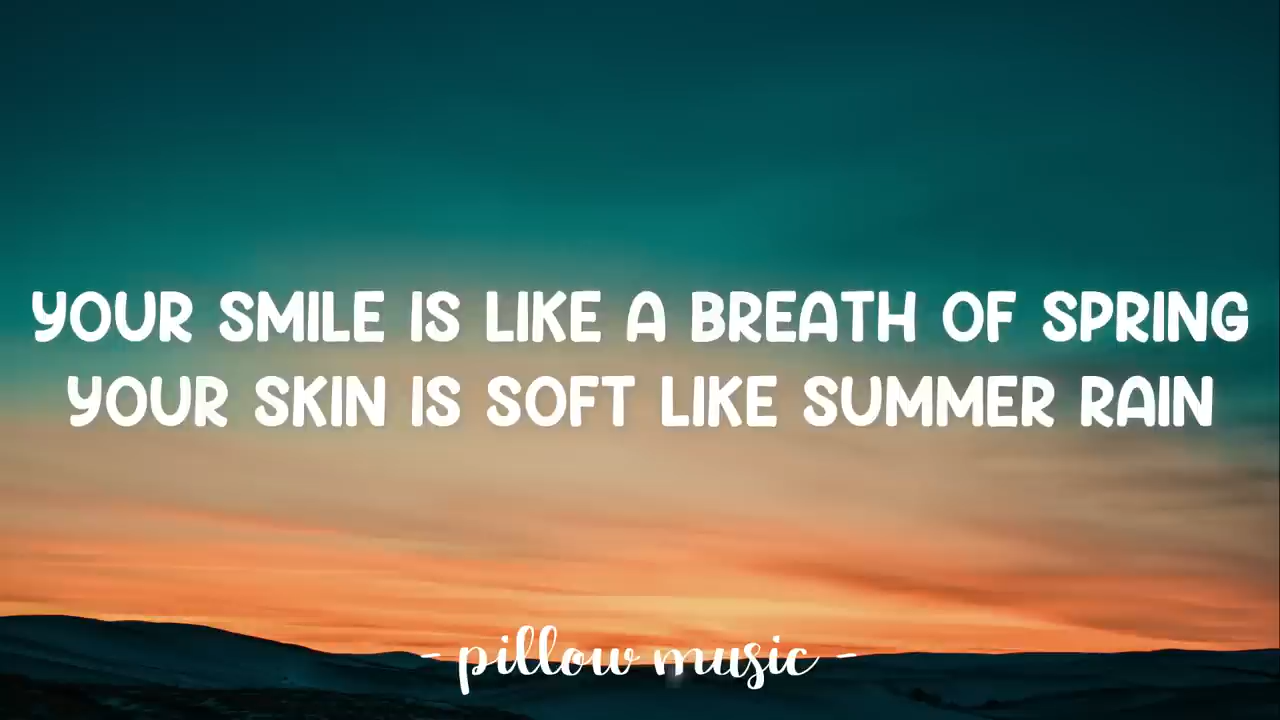 YOUR SMILE IS LIKE A BREATH OF SPRING
YOUR SKIN IS SOFT LIKE SUMMER RAIN
- pillow music -